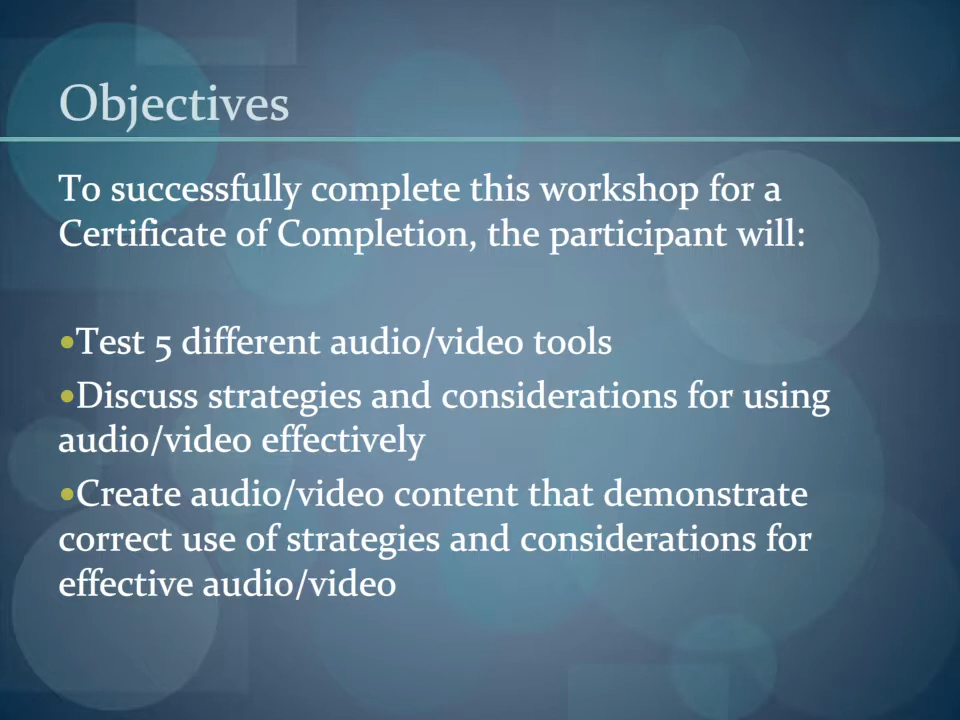 Objectives
To successfully complete this workshop for a
Certificate of Completion, the participant will:
•Test 5 different audio/video tools
•Discuss strategies and considerations for using
audio/video effectively
•Create audio/video content that demonstrate
correct use of strategies and considerations for
effective audio/video